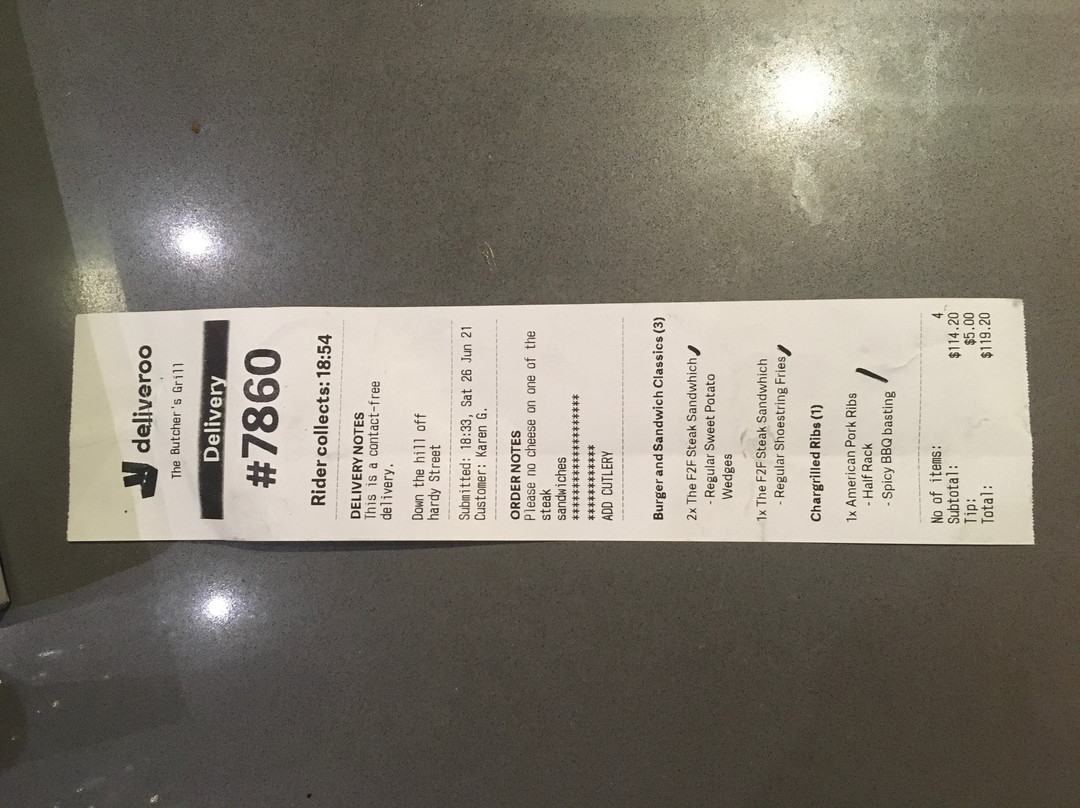 deliveroo
The Butcher's Grill
Delivery
#7860
Rider collects: 18:54
DELIVERY NOTES
This is a contact-free
delivery.
Down the hill off
hardy Street
Submitted: 18:33, Sat 26 Jun 21
Customer: Karen G.
ORDER NOTES
Please no cheese on one of the
steak
sandwiches
************************
************
ADD CUTLERY
Burger and Sandwich Classics (3)
2x The F2F Steak Sandwhich
- Regular Sweet Potato
Wedges
1x The F2F Steak Sandwhich
- Regular Shoestring Fries
Chargrilled Ribs (1)
1x American Pork Ribs
- Half Rack
- Spicy BBQ basting
No of items: 4
Subtotal: $114.20
Tip: $5.00
Total: $119.20